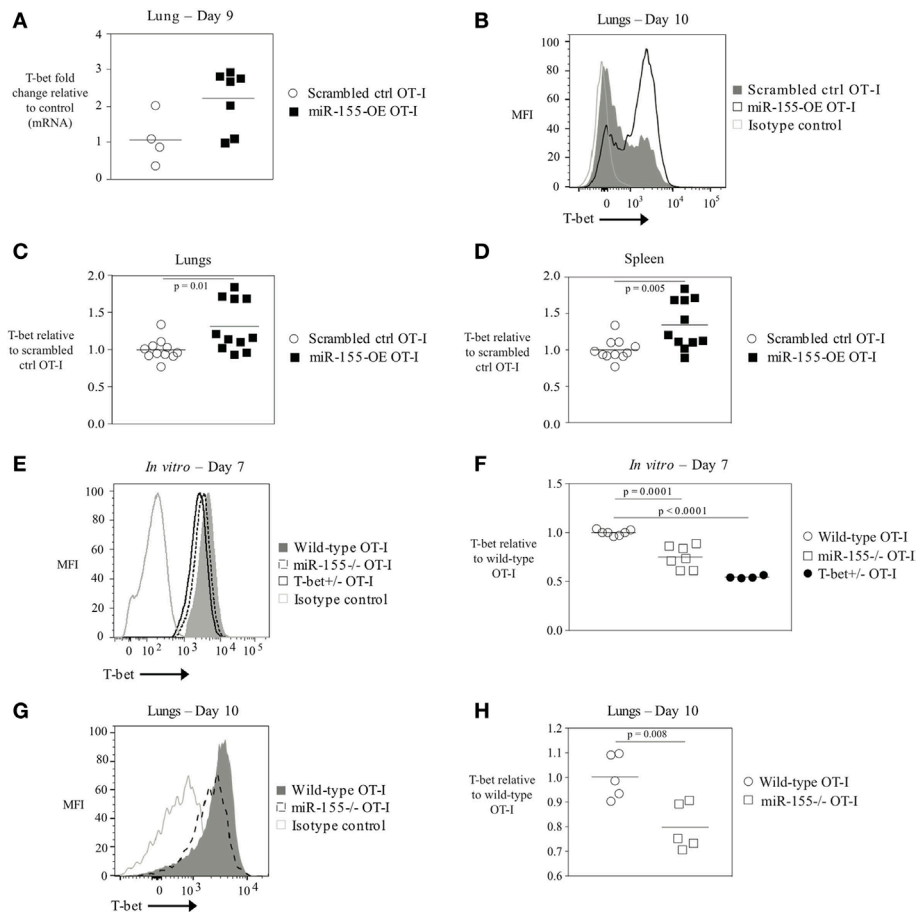 A
Lung – Day 9
T-bet fold
change relative
to control
(mRNA)
4
3
2
1
0
Scrambled ctrl OT-I
miR-155-OE OT-I
B
Lungs – Day 10
MFI
100
80
60
40
20
0
0 10³ 10⁴ 10⁵
T-bet
Scrambled ctrl OT-I
miR-155-OE OT-I
Isotype control
C
Lungs
T-bet relative
to scrambled
ctrl OT-I
2.0
1.5
1.0
0.5
0.0
p = 0.01
Scrambled ctrl OT-I
miR-155-OE OT-I
D
Spleen
T-bet relative
to scrambled
ctrl OT-I
2.0
1.5
1.0
0.5
0.0
p = 0.005
Scrambled ctrl OT-I
miR-155-OE OT-I
E
In vitro – Day 7
MFI
100
80
60
40
20
0
0 10² 10³ 10⁴ 10⁵
T-bet
Wild-type OT-I
miR-155-/- OT-I
T-bet+/- OT-I
Isotype control
F
In vitro – Day 7
T-bet relative
to wild-type
OT-I
1.5
1.0
0.5
0.0
p = 0.0001
p < 0.0001
Wild-type OT-I
miR-155-/- OT-I
T-bet+/- OT-I
G
Lungs – Day 10
MFI
100
80
60
40
20
0
0 10³ 10⁴
T-bet
Wild-type OT-I
miR-155-/- OT-I
Isotype control
H
Lungs – Day 10
T-bet relative
to wild-type
OT-I
1.2
1.1
1.0
0.9
0.8
0.7
0.6
p = 0.008
Wild-type OT-I
miR-155-/- OT-I